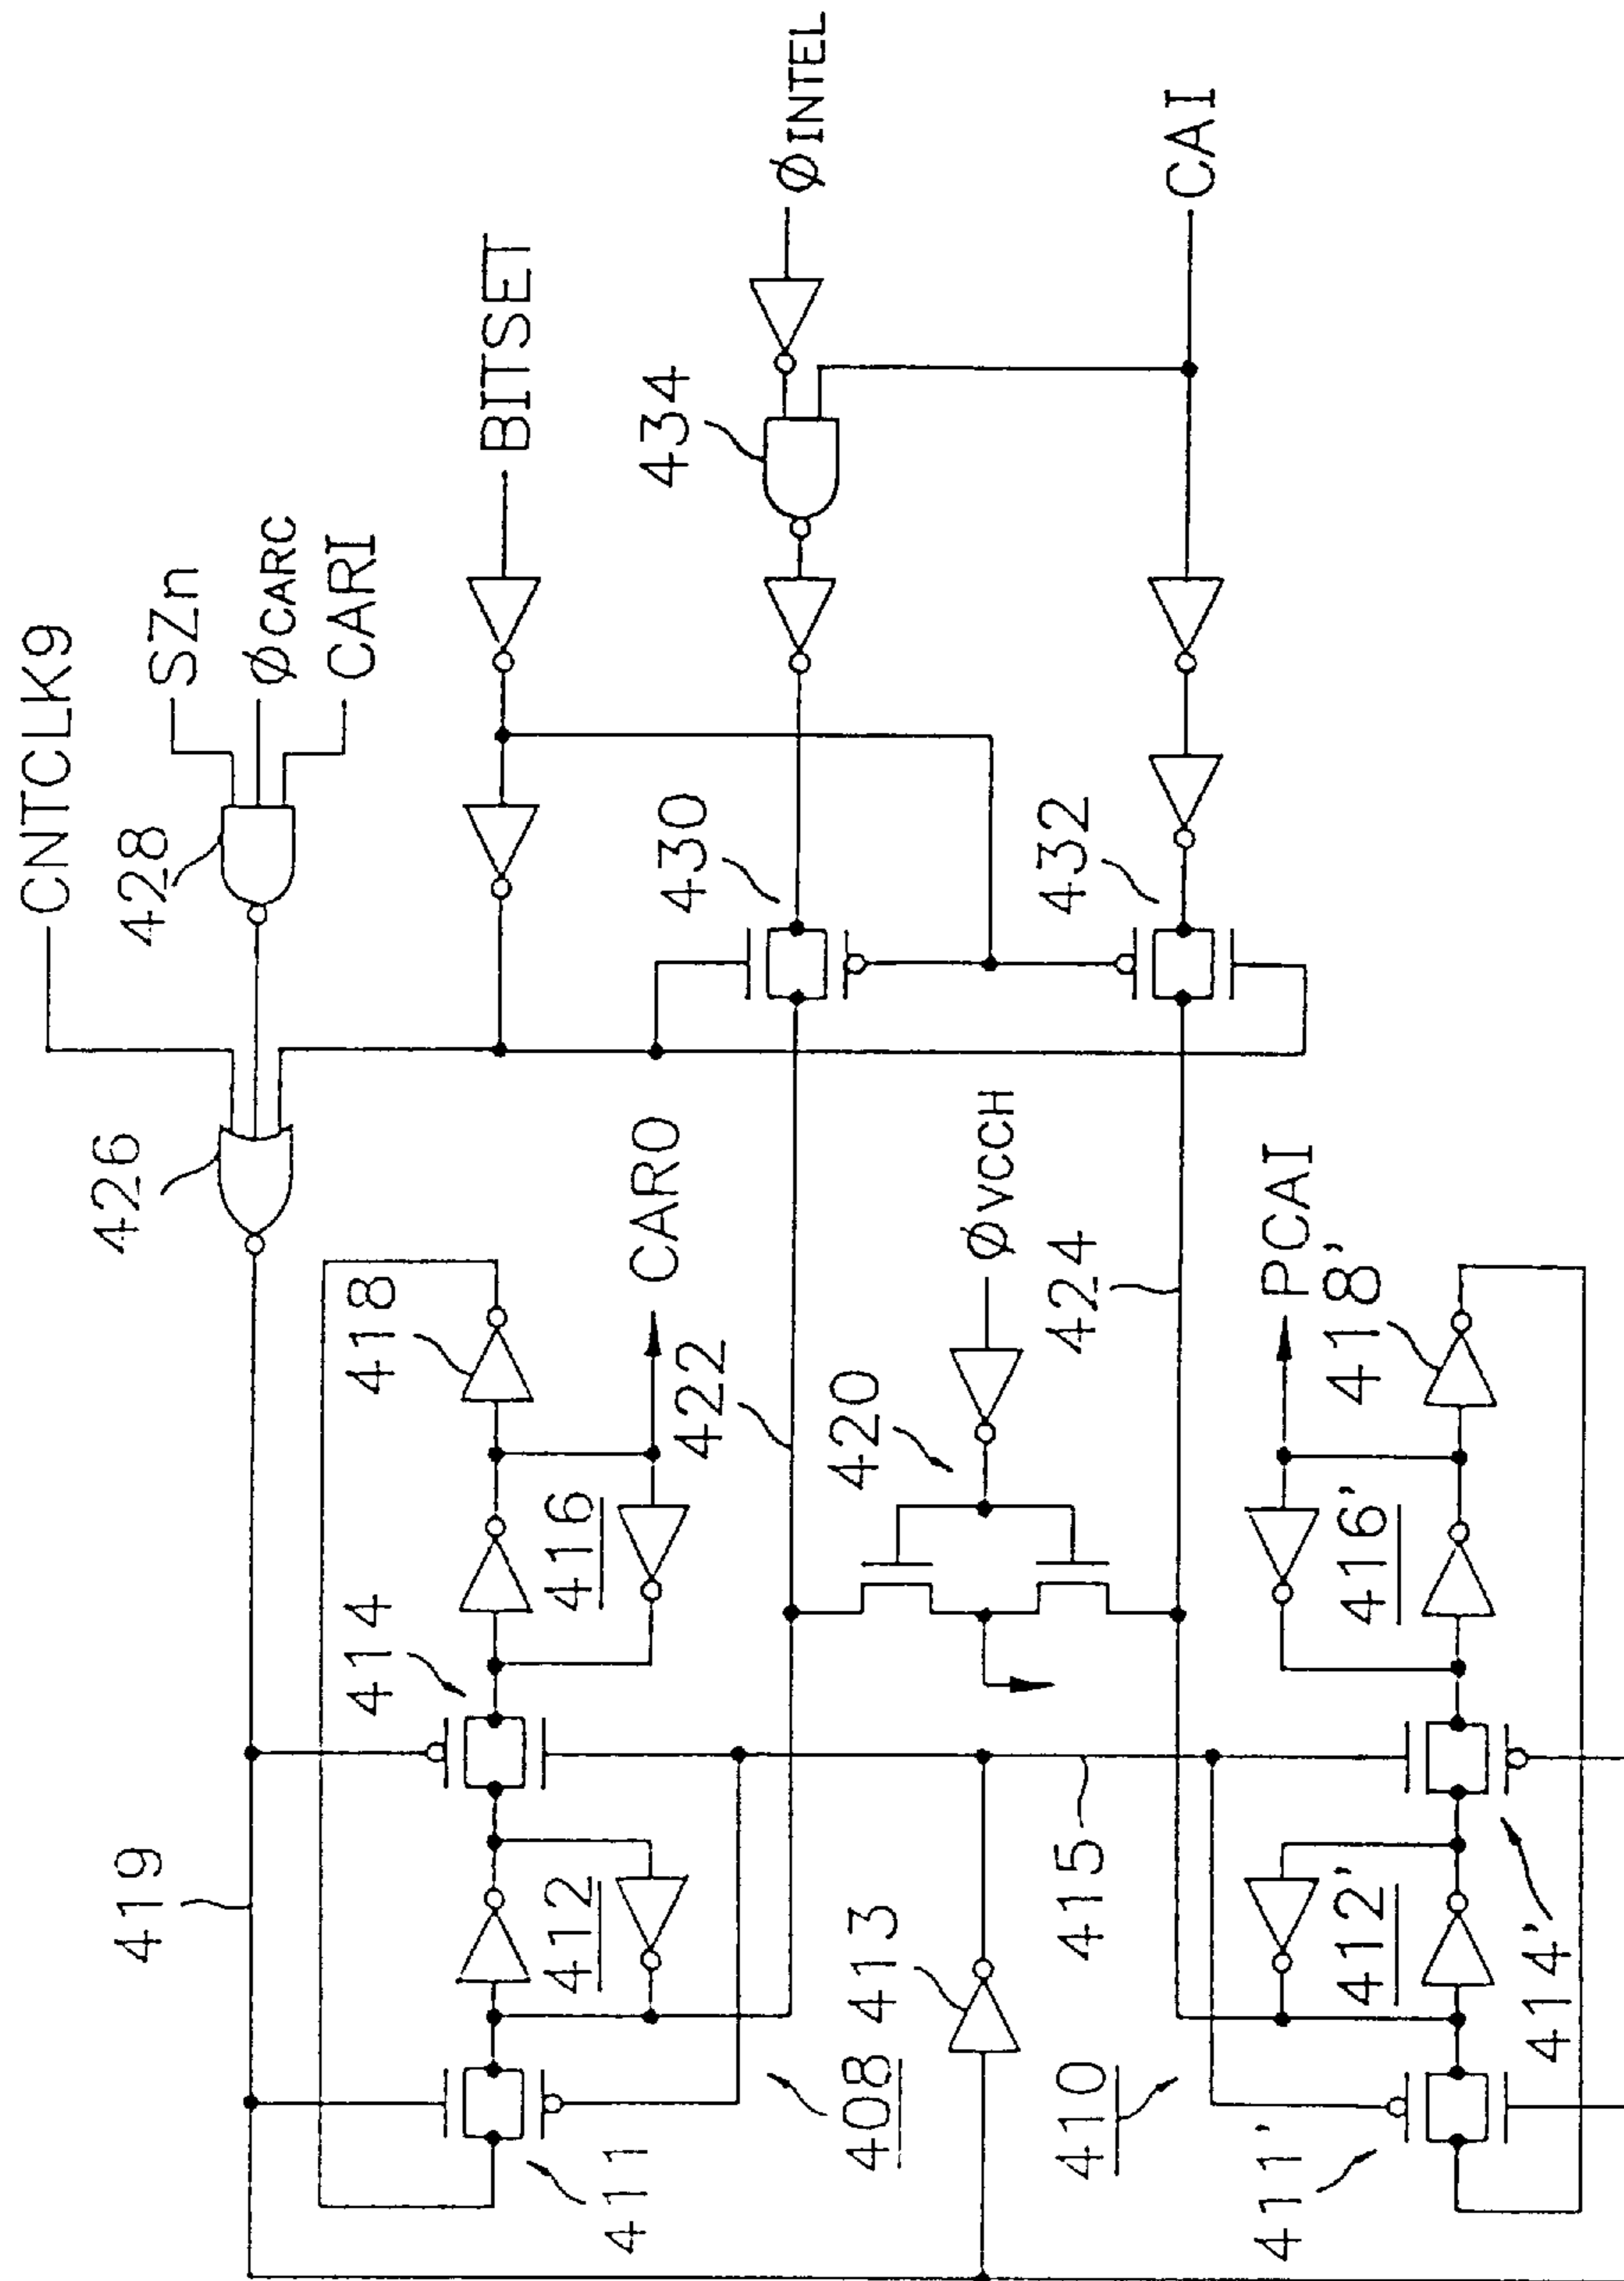 CNTCLK9
SZn
ØCARC
CARI
428
426
BITSET
ØINTEL
434
CAI
430
432
419
418
CARO
422
414
416
412
420
ØVCCH
424
PCAI
418'
416'
415
412'
414'
413
408
410
411
411'